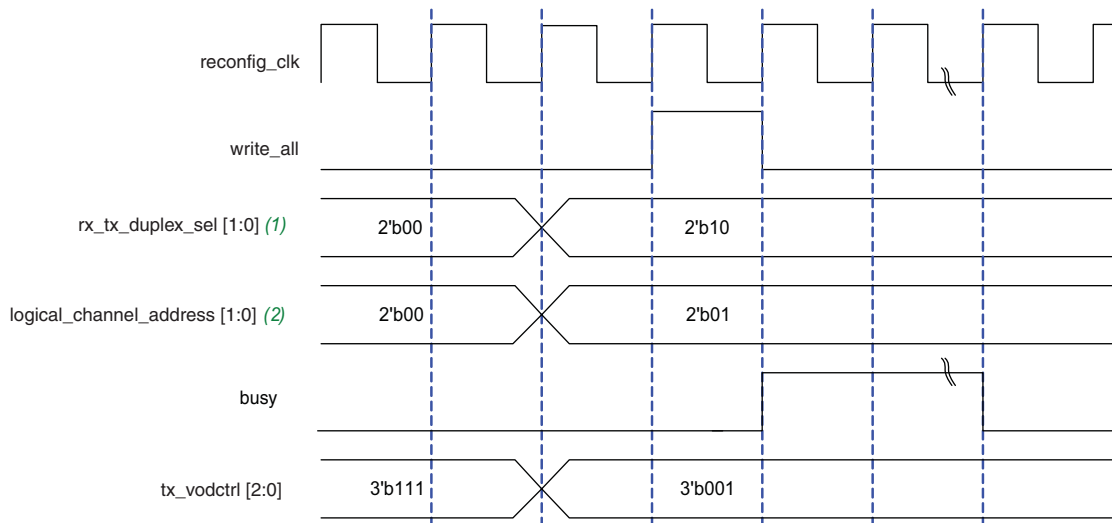 reconfig_clk
write_all
rx_tx_duplex_sel [1:0] (1)
2'b00
2'b10
logical_channel_address [1:0] (2)
2'b00
2'b01
busy
tx_vodctrl [2:0]
3'b111
3'b001